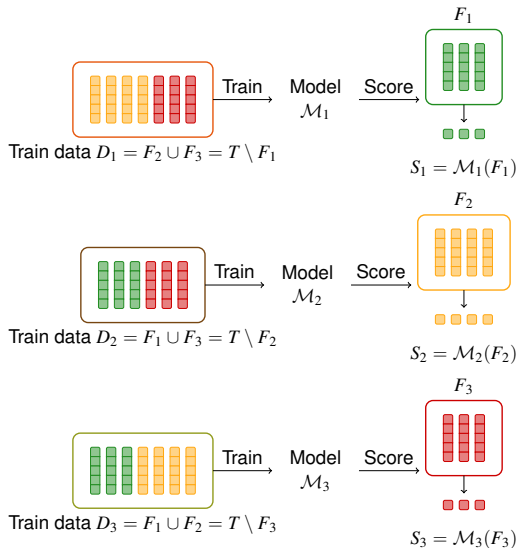 F₁
Train Model Score
ℳ₁
Train data D₁ = F₂ ∪ F₃ = T \ F₁
S₁ = ℳ₁(F₁)
F₂
Train Model Score
ℳ₂
Train data D₂ = F₁ ∪ F₃ = T \ F₂
S₂ = ℳ₂(F₂)
F₃
Train Model Score
ℳ₃
Train data D₃ = F₁ ∪ F₂ = T \ F₃
S₃ = ℳ₃(F₃)